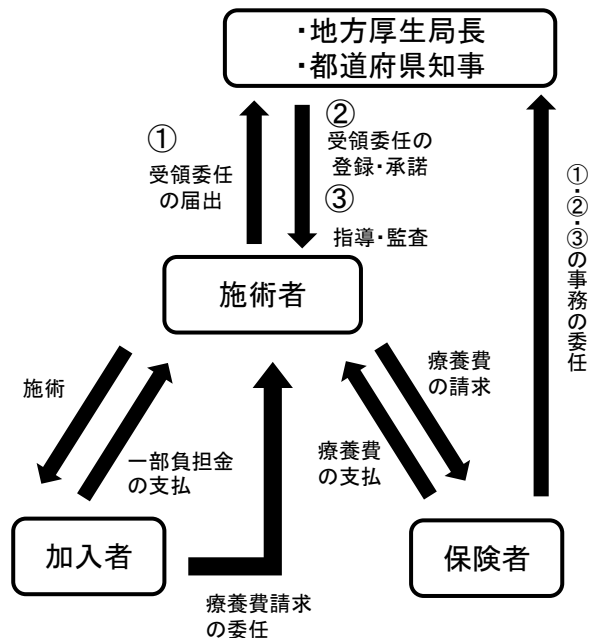 ・地方厚生局長
・都道府県知事
①
受領委任
の届出
②
受領委任の
登録・承諾
③
指導・監査
①・②・③の事務の委任
施術者
施術
一部負担金
の支払
療養費
の請求
療養費
の支払
加入者
保険者
療養費請求
の委任